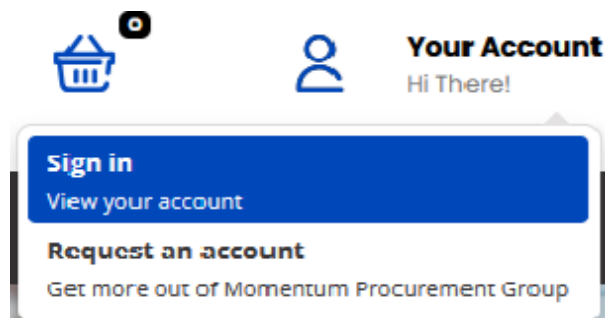 0
Your Account
Hi There!
Sign in
View your account
Request an account
Get more out of Momentum Procurement Group